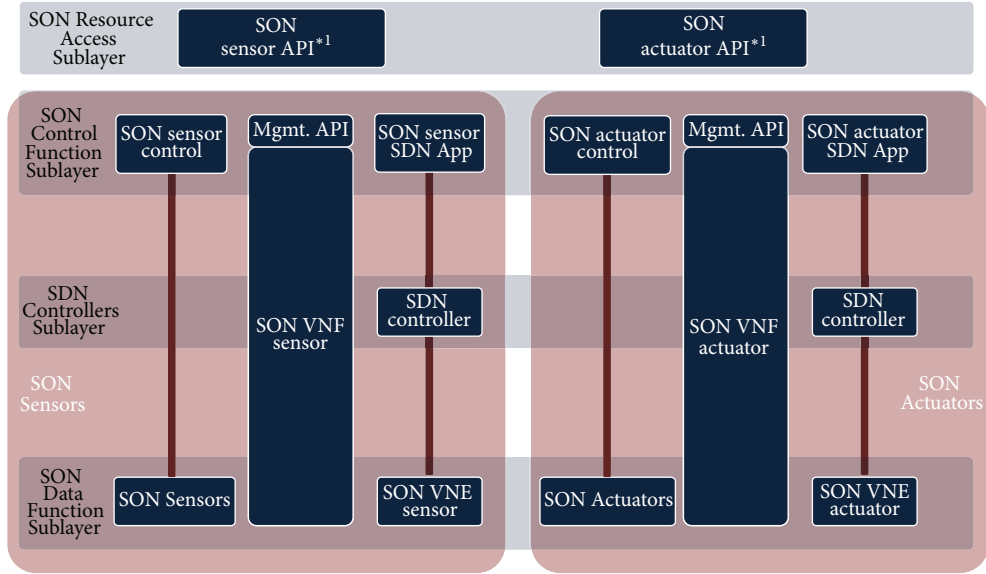 SON Resource
Access
Sublayer
SON
sensor API*1
SON
actuator API*1
SON
Control
Function
Sublayer
SON sensor
control
Mgmt. API
SON sensor
SDN App
SON actuator
control
Mgmt. API
SON actuator
SDN App
SDN
Controllers
Sublayer
SON VNF
sensor
SDN
controller
SON VNF
actuator
SDN
controller
SON
Sensors
SON
Actuators
SON
Data
Function
Sublayer
SON Sensors
SON VNE
sensor
SON Actuators
SON VNE
actuator